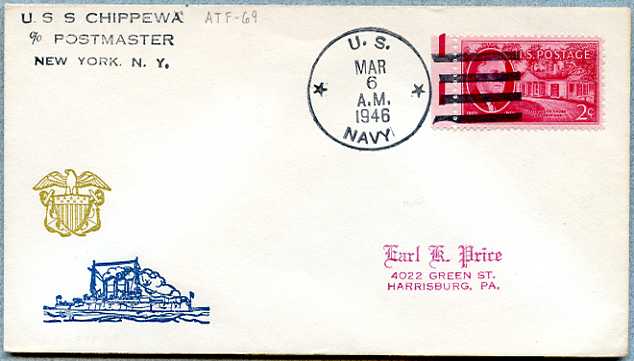 U. S S CHIPPEWA ATF-69
c/o POSTMASTER
NEW YORK. N. Y.
U. S.
MAR
6
A.M.
1946
NAVY
U.S. POSTAGE
2¢
Earl K. Price
4022 GREEN ST.
HARRISBURG, PA.